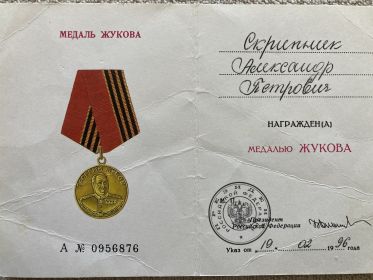 МЕДАЛЬ ЖУКОВА
А № 0956876
Скрипник
Александр
Петрович
НАГРАЖДЕН(А)
МЕДАЛЬЮ ЖУКОВА
Президент
Российской Федерации
Указ от 19. 02 1996 года